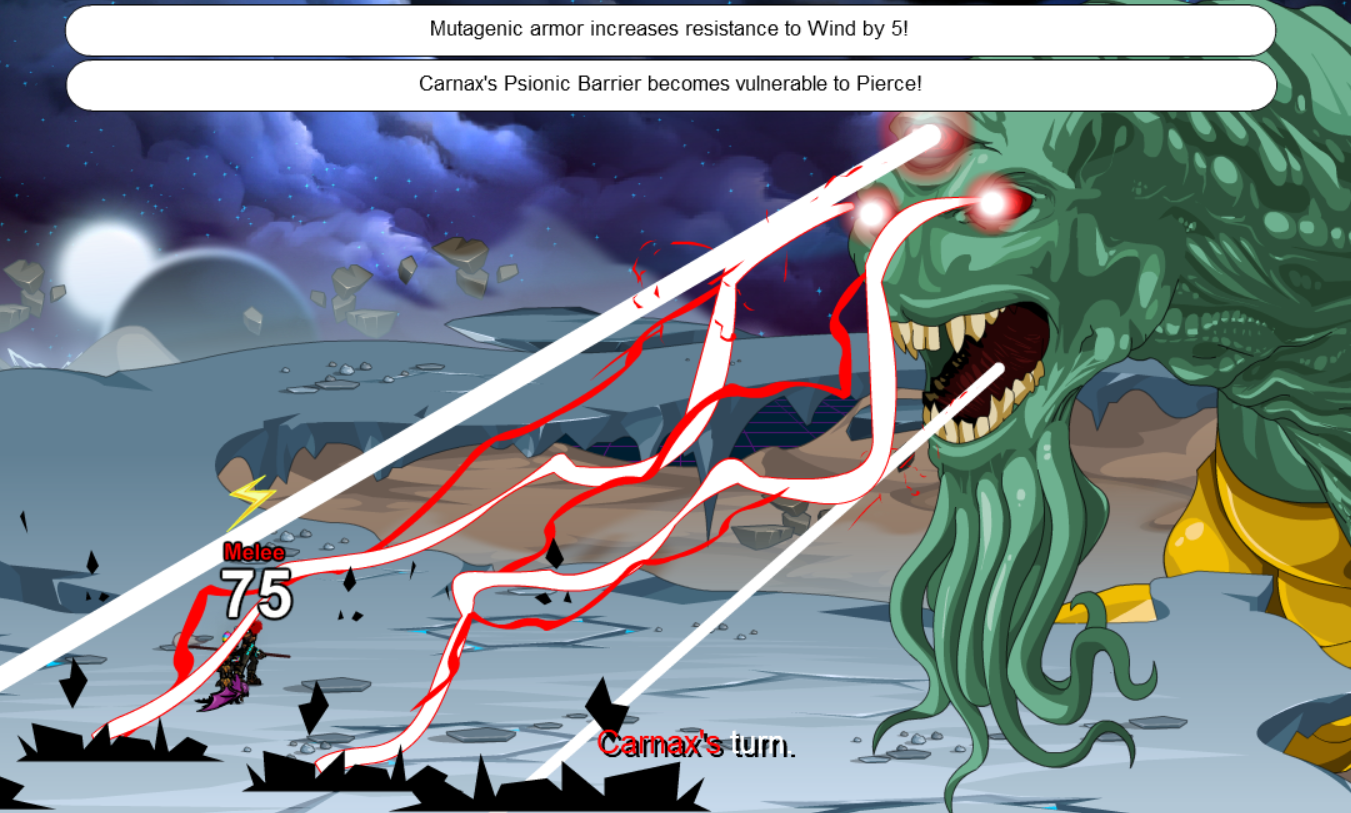 Mutagenic armor increases resistance to Wind by 5!
Carnax's Psionic Barrier becomes vulnerable to Pierce!
Melee
75
Carnax's turn.